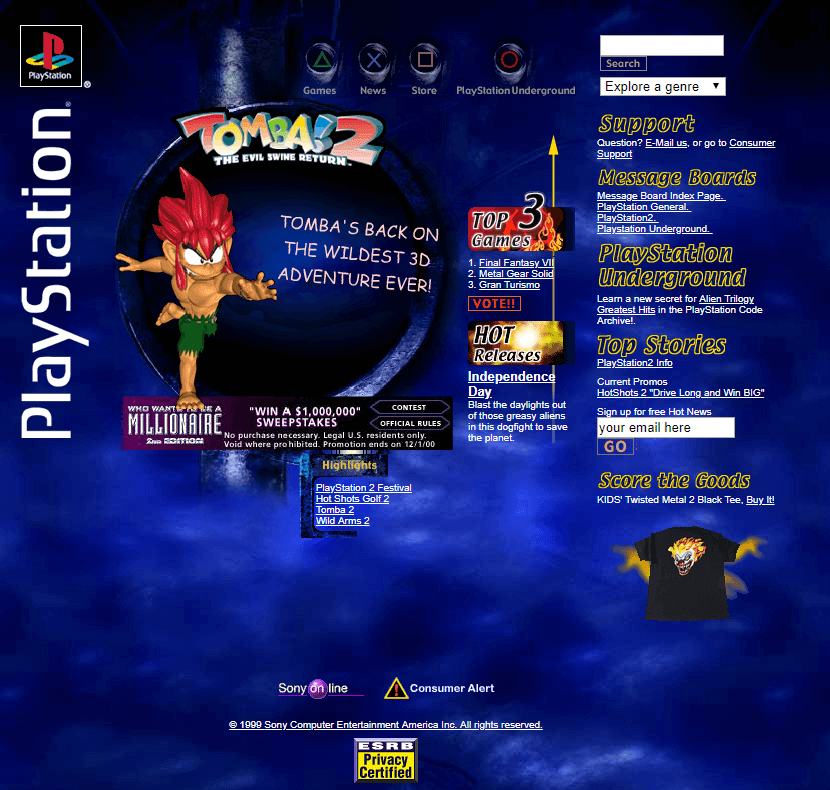 PlayStation
®
PlayStation®
Games
News
Store
PlayStation Underground
Search
Explore a genre
TOMBA! 2
THE EVIL SWINE RETURN™
TOMBA'S BACK ON
THE WILDEST 3D
ADVENTURE EVER!
WHO WANTS TO BE A
MILLIONAIRE
2ND EDITION
"WIN A $1,000,000"
SWEEPSTAKES
CONTEST
OFFICIAL RULES
No purchase necessary. Legal U.S. residents only.
Void where prohibited. Promotion ends on 12/1/00
Highlights
PlayStation 2 Festival
Hot Shots Golf 2
Tomba 2
Wild Arms 2
TOP 3
Games
1. Final Fantasy VII
2. Metal Gear Solid
3. Gran Turismo
VOTE!!
HOT
Releases
Independence
Day
Blast the daylights out
of those greasy aliens
in this dogfight to save
the planet.
Support
Question? E-Mail us, or go to Consumer
Support
Message Boards
Message Board Index Page.
PlayStation General.
PlayStation2.
Playstation Underground.
PlayStation
Underground
Learn a new secret for Alien Trilogy
Greatest Hits in the PlayStation Code
Archive!.
Top Stories
PlayStation2 Info
Current Promos
HotShots 2 "Drive Long and Win BIG"
Sign up for free Hot News
your email here
GO
Score the Goods
KIDS' Twisted Metal 2 Black Tee, Buy It!
Sony online
Consumer Alert
© 1999 Sony Computer Entertainment America Inc. All rights reserved.
ESRB
Privacy
Certified